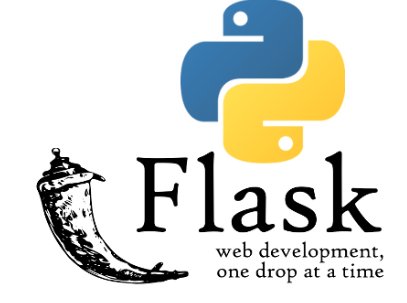 Flask
web development,
one drop at a time